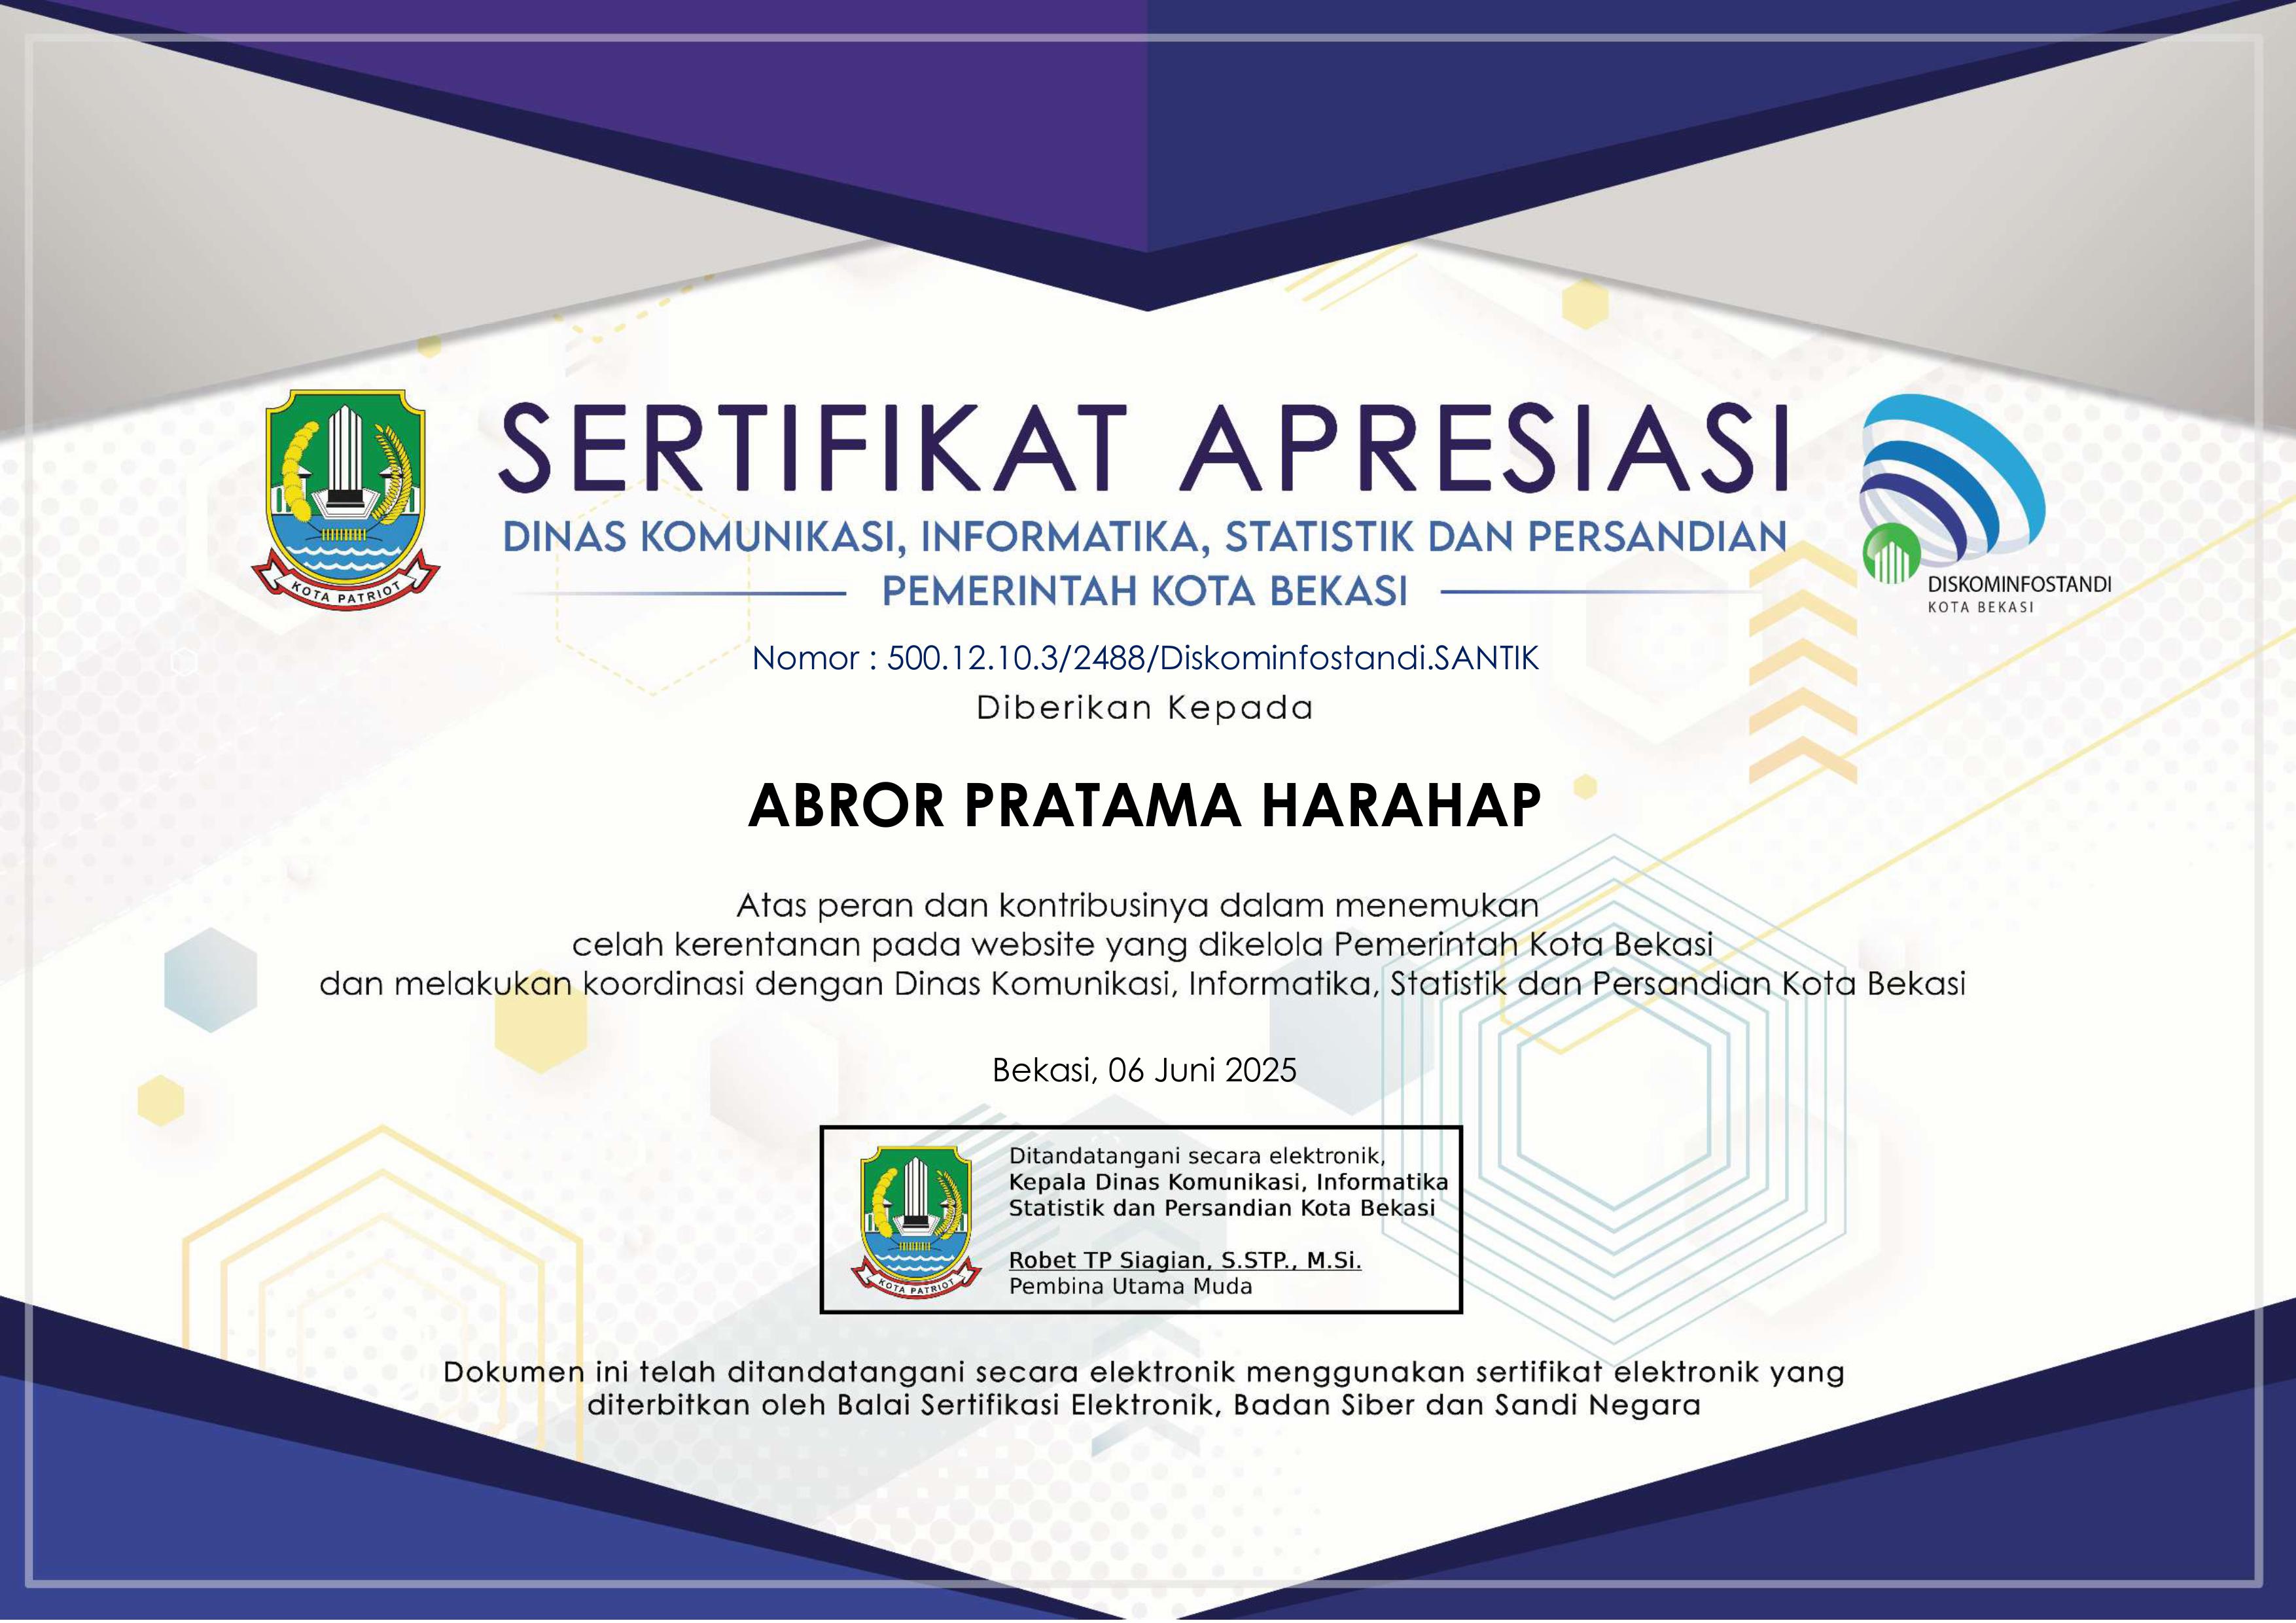 SERTIFIKAT APRESIASI
DINAS KOMUNIKASI, INFORMATIKA, STATISTIK DAN PERSANDIAN
PEMERINTAH KOTA BEKASI
KOTA PATRIOT
DISKOMINFOSTANDI
KOTA BEKASI
Nomor : 500.12.10.3/2488/Diskominfostandi.SANTIK
Diberikan Kepada
ABROR PRATAMA HARAHAP
Atas peran dan kontribusinya dalam menemukan
celah kerentanan pada website yang dikelola Pemerintah Kota Bekasi
dan melakukan koordinasi dengan Dinas Komunikasi, Informatika, Statistik dan Persandian Kota Bekasi
Bekasi, 06 Juni 2025
Ditandatangani secara elektronik,
Kepala Dinas Komunikasi, Informatika
Statistik dan Persandian Kota Bekasi
Robet TP Siagian, S.STP., M.Si.
Pembina Utama Muda
KOTA PATRIOT
Dokumen ini telah ditandatangani secara elektronik menggunakan sertifikat elektronik yang
diterbitkan oleh Balai Sertifikasi Elektronik, Badan Siber dan Sandi Negara